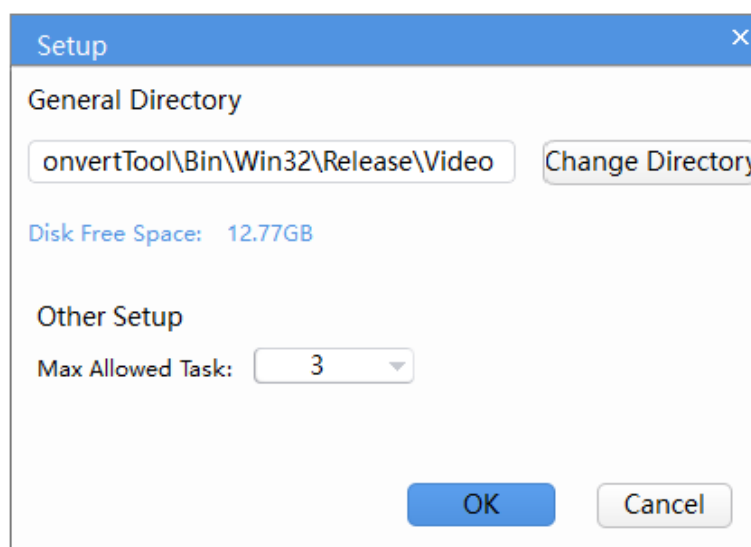 Setup
General Directory
onvertTool\Bin\Win32\Release\Video
Change Directory
Disk Free Space: 12.77GB
Other Setup
Max Allowed Task: 3
OK
Cancel